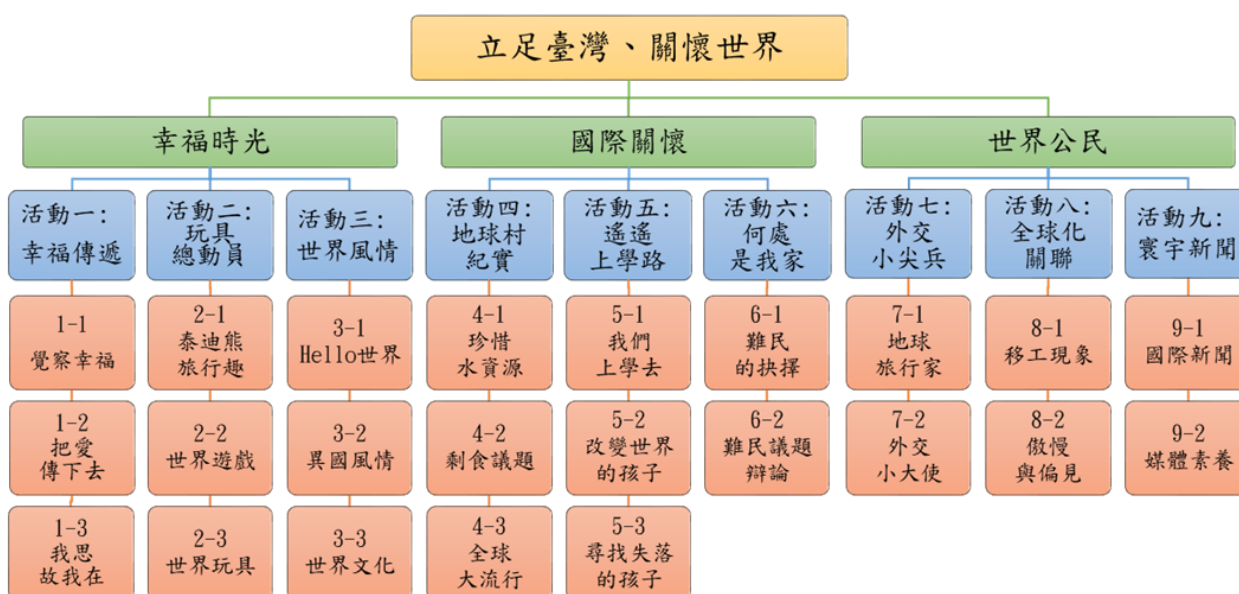 立足臺灣、關懷世界
幸福時光
國際關懷
世界公民
活動一:
幸福傳遞
活動二:
玩具
總動員
活動三:
世界風情
活動四:
地球村
紀實
活動五:
遙遙
上學路
活動六:
何處
是我家
活動七:
外交
小尖兵
活動八:
全球化
關聯
活動九:
寰宇新聞
1-1
覺察幸福
2-1
泰迪熊
旅行趣
3-1
Hello世界
4-1
珍惜
水資源
5-1
我們
上學去
6-1
難民
的抉擇
7-1
地球
旅行家
8-1
移工現象
9-1
國際新聞
1-2
把愛
傳下去
2-2
世界遊戲
3-2
異國風情
4-2
剩食議題
5-2
改變世界
的孩子
6-2
難民議題
辯論
7-2
外交
小大使
8-2
傲慢
與偏見
9-2
媒體素養
1-3
我思
故我在
2-3
世界玩具
3-3
世界文化
4-3
全球
大流行
5-3
尋找失落
的孩子